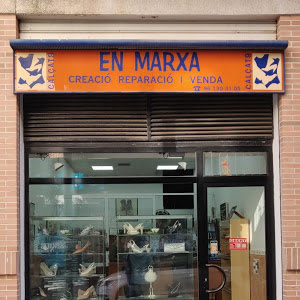 CALÇATS
EN MARXA
CREACIÓ REPARACIÓ I VENDA
CALÇATS